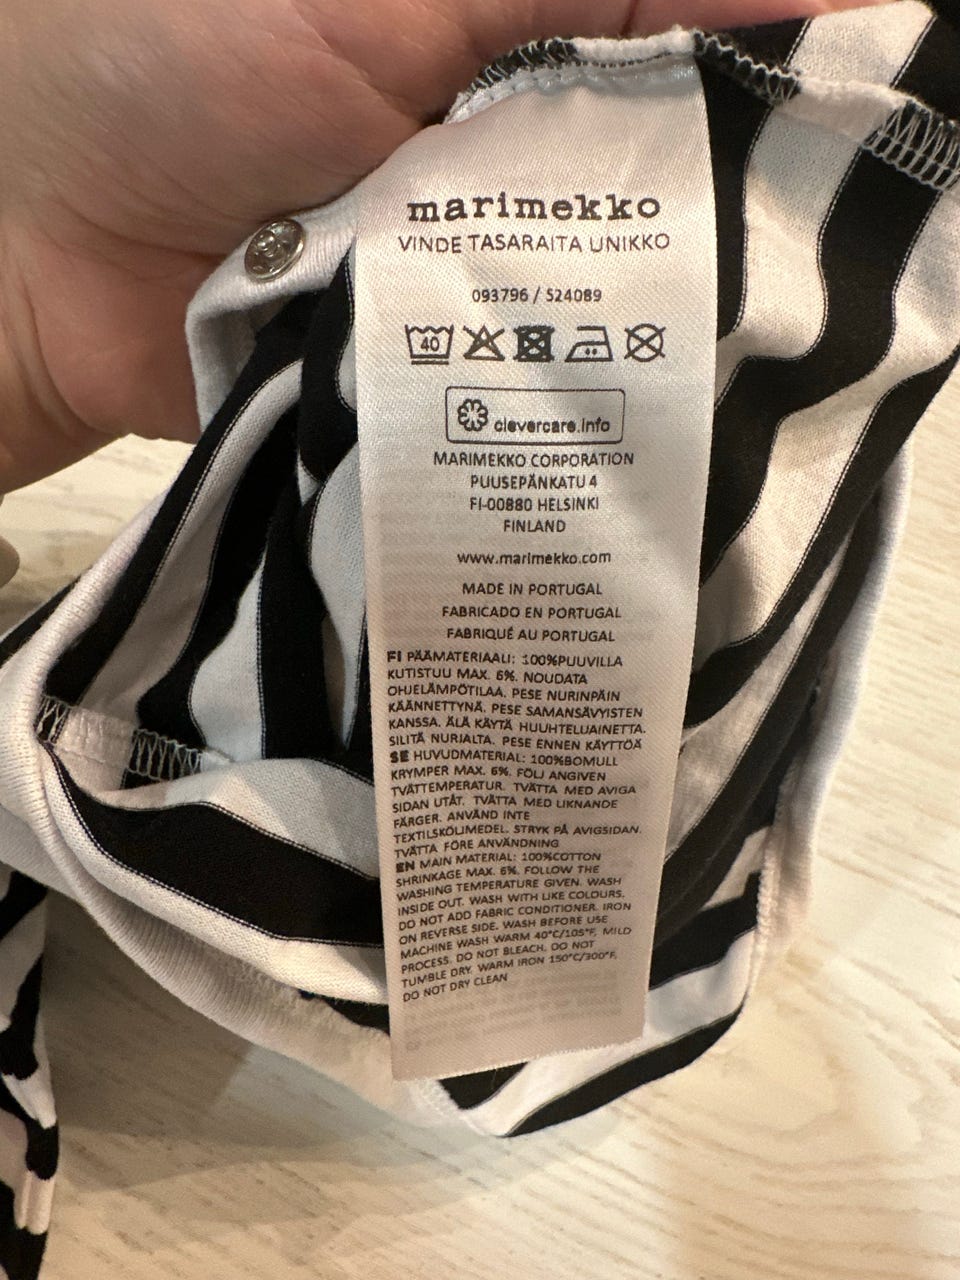 marimekko
VINDE TASARAITA UNIKKO
093796 / 524089
40
clevercare.info
MARIMEKKO CORPORATION
PUUSEPÄNKATU 4
FI-00880 HELSINKI
FINLAND
www.marimekko.com
MADE IN PORTUGAL
FABRICADO EN PORTUGAL
FABRIQUÉ AU PORTUGAL
FI PÄÄMATERIAALI: 100%PUUVILLA
KUTISTUU MAX. 6%. NOUDATA
OHJELÄMPÖTILAA. PESE NURINPÄIN
KÄÄNNETTYNÄ. PESE SAMANSÄVYISTEN
KANSSA. ÄLÄ KÄYTÄ HUUHTELUAINETTA.
SILITÄ NURJALTA. PESE ENNEN KÄYTTÖÄ
SE HUVUDMATERIAL: 100%BOMULL
KRYMPER MAX. 6%. FÖLJ ANGIVEN
TVÄTTEMPERATUR. TVÄTTA MED AVIGA
SIDAN UTÅT. TVÄTTA MED LIKNANDE
FÄRGER. ANVÄND INTE
TEXTILSKÖLJMEDEL. STRYK PÅ AVIGSIDAN.
TVÄTTA FÖRE ANVÄNDNING
EN MAIN MATERIAL: 100%COTTON
SHRINKAGE MAX. 6%. FOLLOW THE
WASHING TEMPERATURE GIVEN. WASH
INSIDE OUT. WASH WITH LIKE COLOURS.
DO NOT ADD FABRIC CONDITIONER. IRON
ON REVERSE SIDE. WASH BEFORE USE
MACHINE WASH WARM 40°C/105°F, MILD
PROCESS. DO NOT BLEACH. DO NOT
TUMBLE DRY. WARM IRON 150°C/300°F,
DO NOT DRY CLEAN